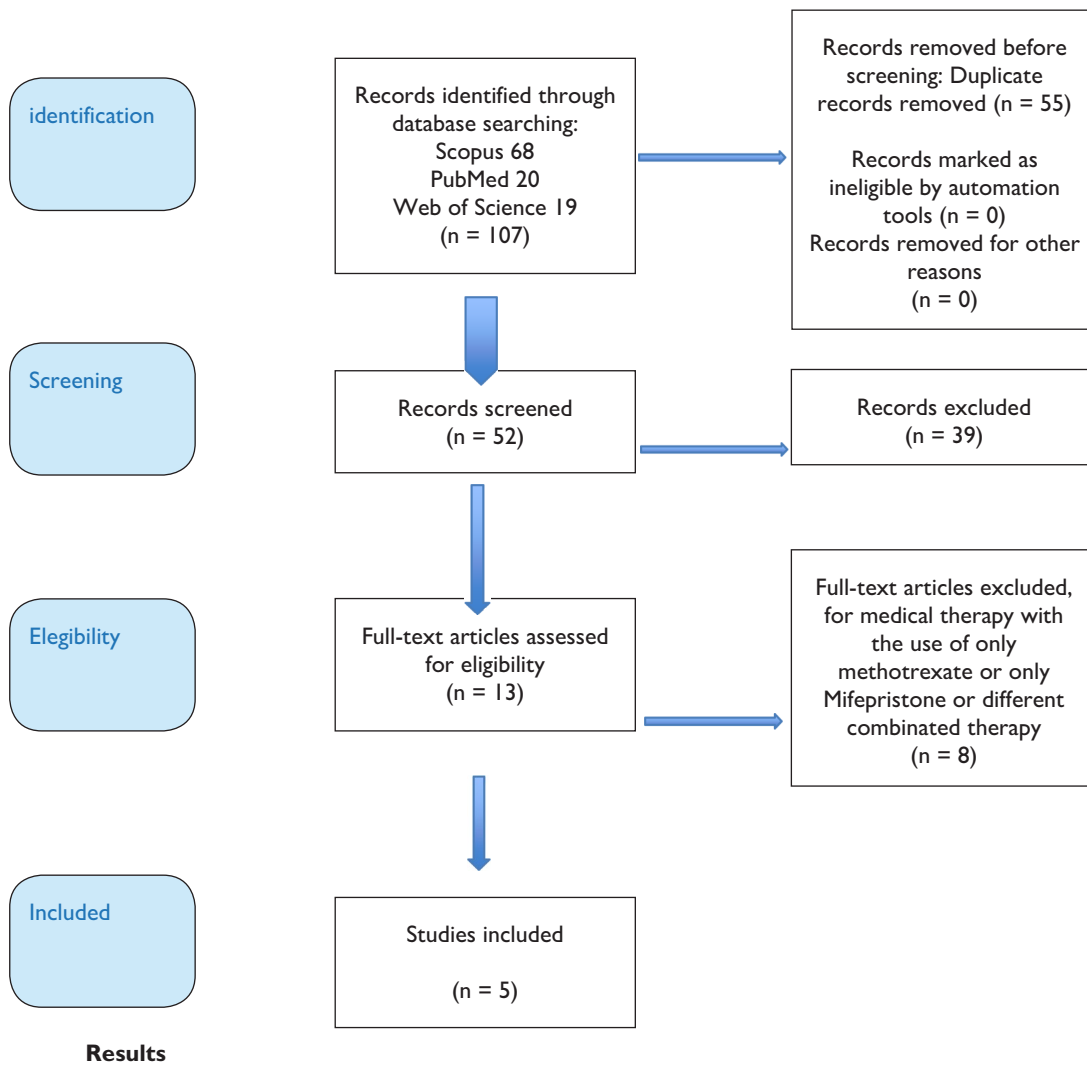 identification
Records identified through
database searching:
Scopus 68
PubMed 20
Web of Science 19
(n = 107)
Records removed before
screening: Duplicate
records removed (n = 55)
Records marked as
ineligible by automation
tools (n = 0)
Records removed for other
reasons
(n = 0)
Screening
Records screened
(n = 52)
Records excluded
(n = 39)
Elegibility
Full-text articles assessed
for eligibility
(n = 13)
Full-text articles excluded,
for medical therapy with
the use of only
methotrexate or only
Mifepristone or different
combinated therapy
(n = 8)
Included
Studies included
(n = 5)
Results